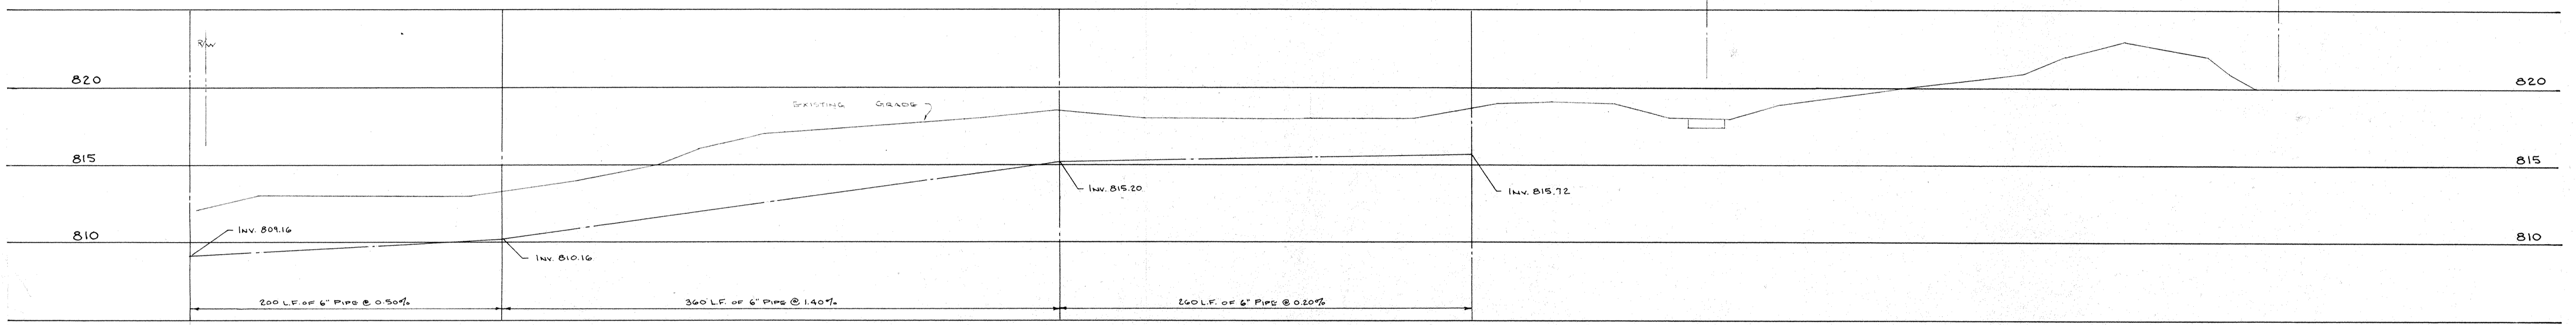 R/W
820
820
EXISTING GRADE
815
815
INV. 815.20
INV. 815.72
810
INV. 809.16
810
INV. 810.16
200 L.F. OF 6" PIPE @ 0.50%
360 L.F. OF 6" PIPE @ 1.40%
260 L.F. OF 6" PIPE @ 0.20%